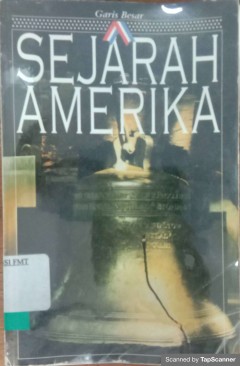 Garis Besar
SEJARAH
AMERIKA
Scanned by TapScanner